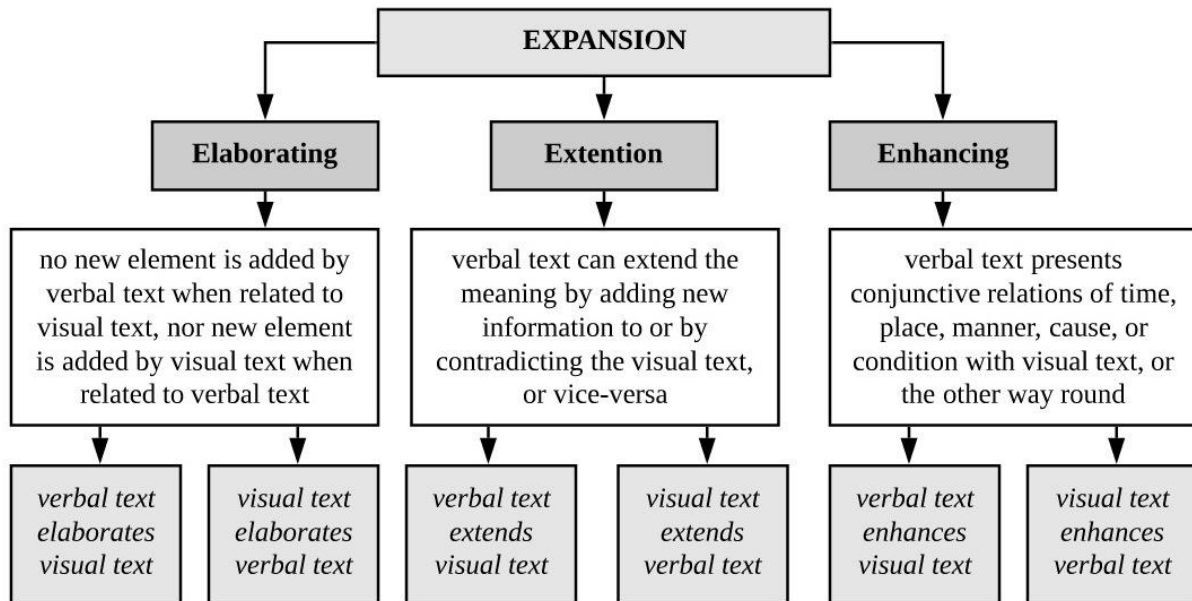 EXPANSION
Elaborating
Extention
Enhancing
no new element is added by
verbal text when related to
visual text, nor new element
is added by visual text when
related to verbal text
verbal text can extend the
meaning by adding new
information to or by
contradicting the visual text,
or vice-versa
verbal text presents
conjunctive relations of time,
place, manner, cause, or
condition with visual text, or
the other way round
verbal text
elaborates
visual text
visual text
elaborates
verbal text
verbal text
extends
visual text
visual text
extends
verbal text
verbal text
enhances
visual text
visual text
enhances
verbal text